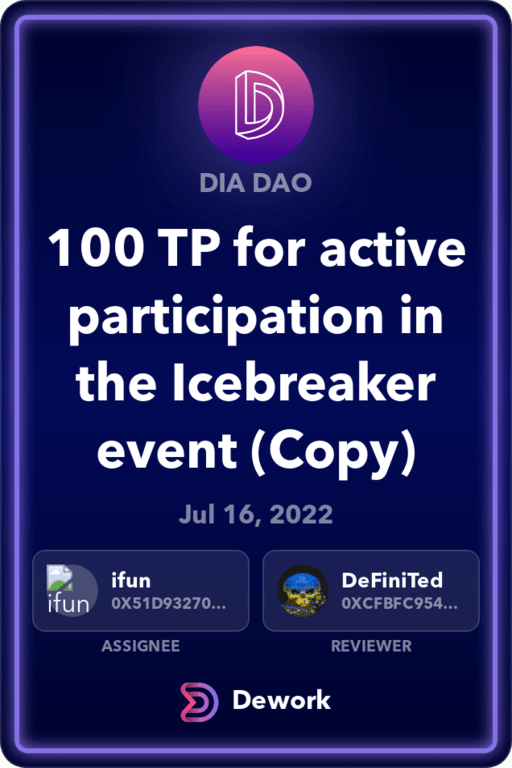 DIA DAO
100 TP for active
participation in
the Icebreaker
event (Copy)
Jul 16, 2022
ifun
ifun
0X51D93270...
ASSIGNEE
DeFiniTed
0XCFBFC954...
REVIEWER
Dework